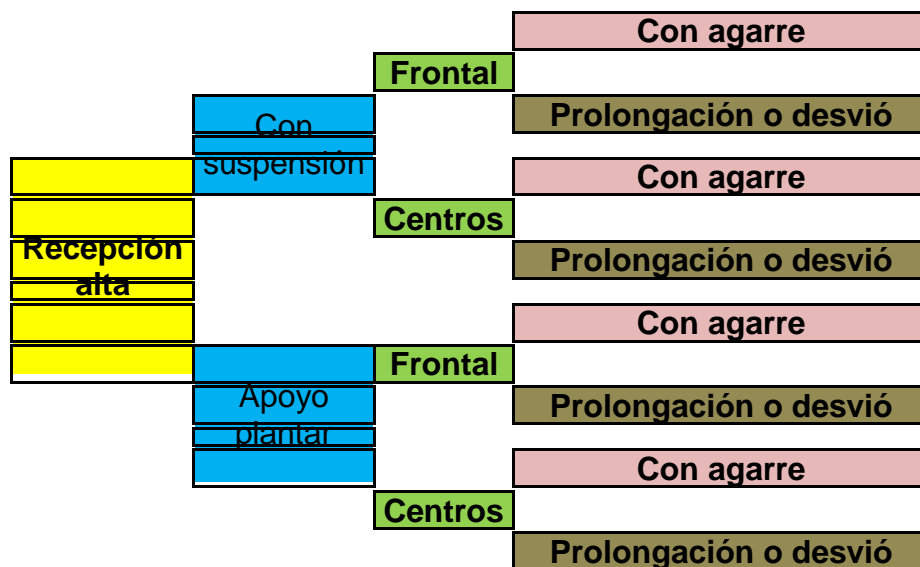 Con agarre
Frontal
Prolongación o desvió
Con
suspensión
Con agarre
Centros
Recepción
alta
Prolongación o desvió
Con agarre
Frontal
Apoyo
plantar
Prolongación o desvió
Con agarre
Centros
Prolongación o desvió